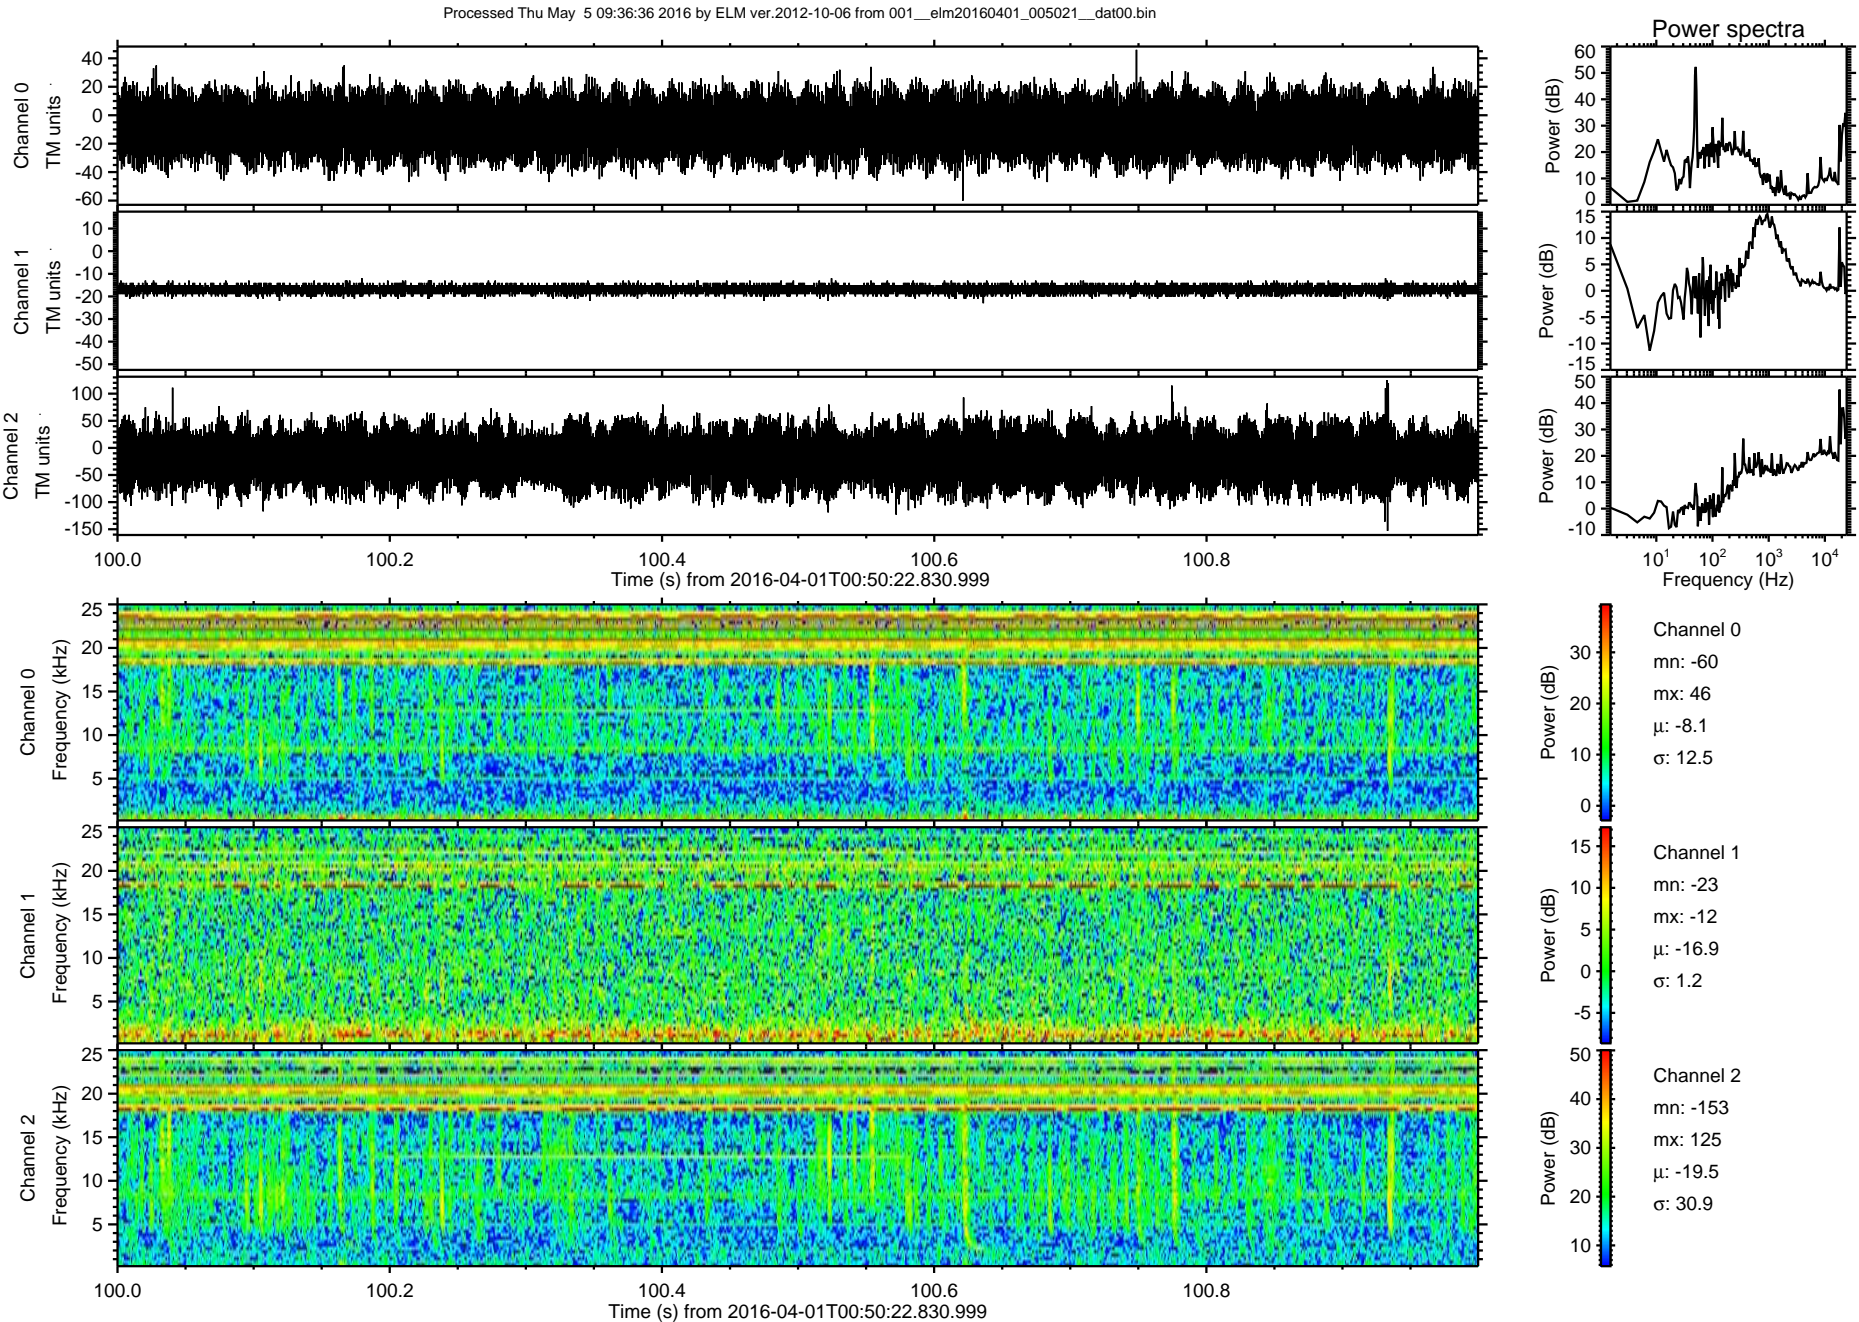 Processed Thu May  5 09:36:36 2016 by ELM ver.2012-10-06 from 001__elm20160401_005021__dat00.bin
Power spectra
Channel 0
TM units
40
20
0
-20
-40
-60
Power (dB)
60
50
40
30
20
10
0
Channel 1
TM units
10
0
-10
-20
-30
-40
-50
Power (dB)
15
10
5
0
-5
-10
-15
Channel 2
TM units
100
50
0
-50
-100
-150
Power (dB)
50
40
30
20
10
0
-10
100.0 100.2 100.4 100.6 100.8
Time (s) from 2016-04-01T00:50:22.830.999
10^1 10^2 10^3 10^4
Frequency (Hz)
Channel 0
Frequency (kHz)
25
20
15
10
5
Power (dB)
30
20
10
0
Channel 0
mn: -60
mx: 46
μ: -8.1
σ: 12.5
Channel 1
Frequency (kHz)
25
20
15
10
5
Power (dB)
15
10
5
0
-5
Channel 1
mn: -23
mx: -12
μ: -16.9
σ: 1.2
Channel 2
Frequency (kHz)
25
20
15
10
5
Power (dB)
50
40
30
20
10
Channel 2
mn: -153
mx: 125
μ: -19.5
σ: 30.9
100.0 100.2 100.4 100.6 100.8
Time (s) from 2016-04-01T00:50:22.830.999